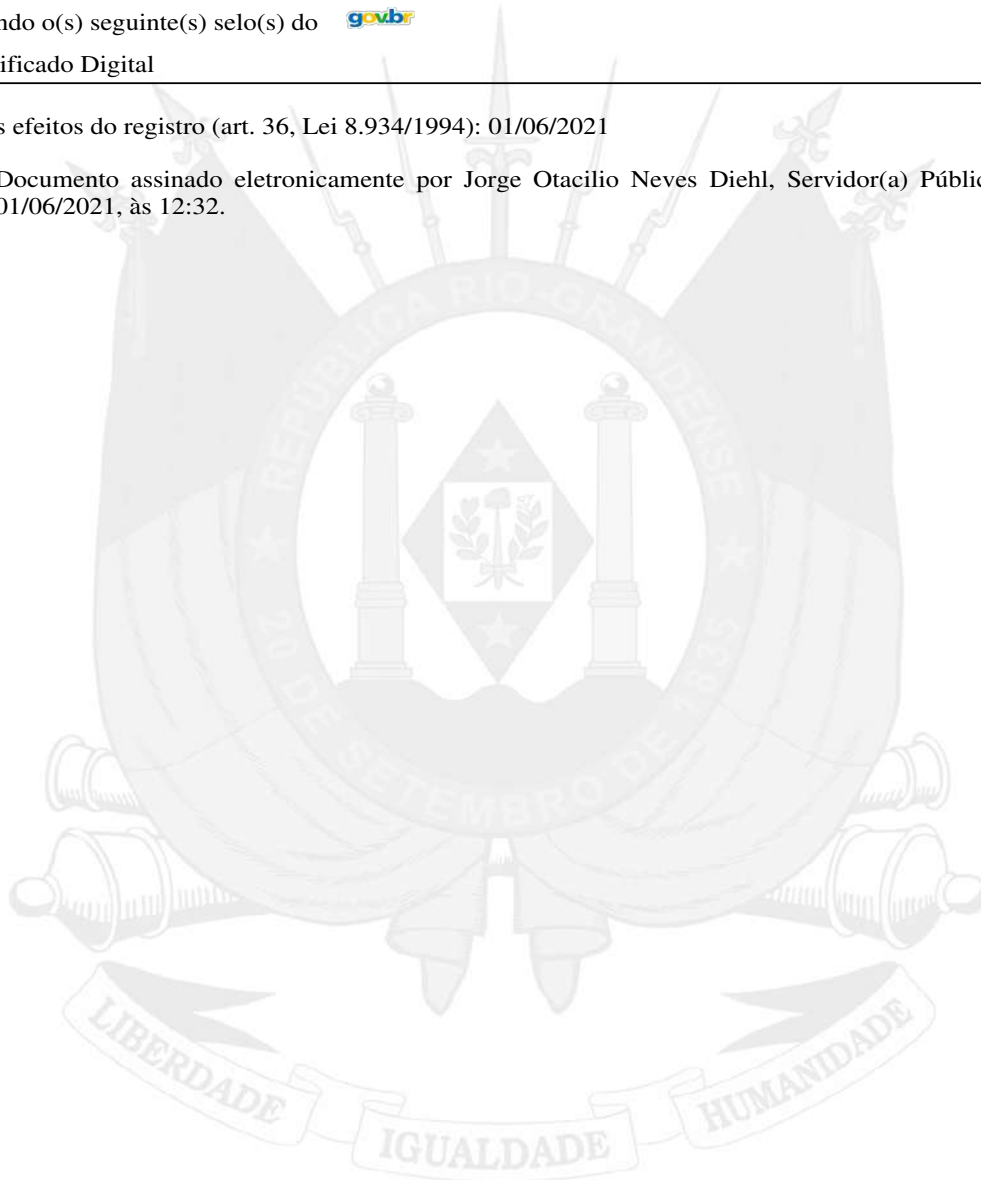 ndo o(s) seguinte(s) selo(s) do gov.br
ificado Digital
s efeitos do registro (art. 36, Lei 8.934/1994): 01/06/2021
Documento assinado eletronicamente por Jorge Otacilio Neves Diehl, Servidor(a) Públic
01/06/2021, às 12:32.
REPÚBLICA RIO-GRANDENSE
20 DE SETEMBRO DE 1835
LIBERDADE
IGUALDADE
HUMANIDADE